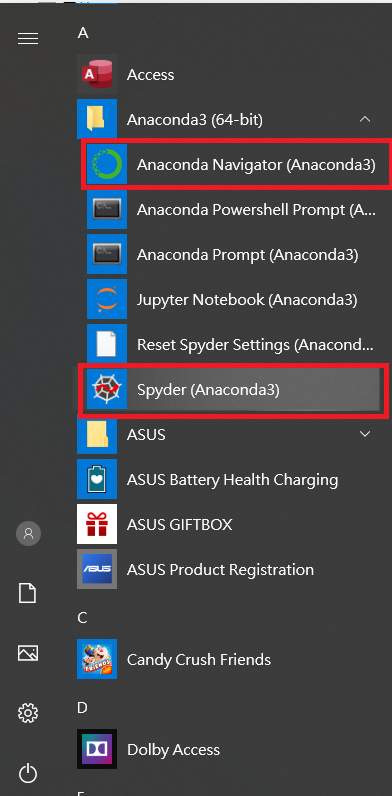 A
Access
Anaconda3 (64-bit)
Anaconda Navigator (Anaconda3)
Anaconda Powershell Prompt (A...
Anaconda Prompt (Anaconda3)
Jupyter Notebook (Anaconda3)
Reset Spyder Settings (Anacond...
Spyder (Anaconda3)
ASUS
ASUS Battery Health Charging
ASUS GIFTBOX
ASUS Product Registration
C
Candy Crush Friends
D
Dolby Access